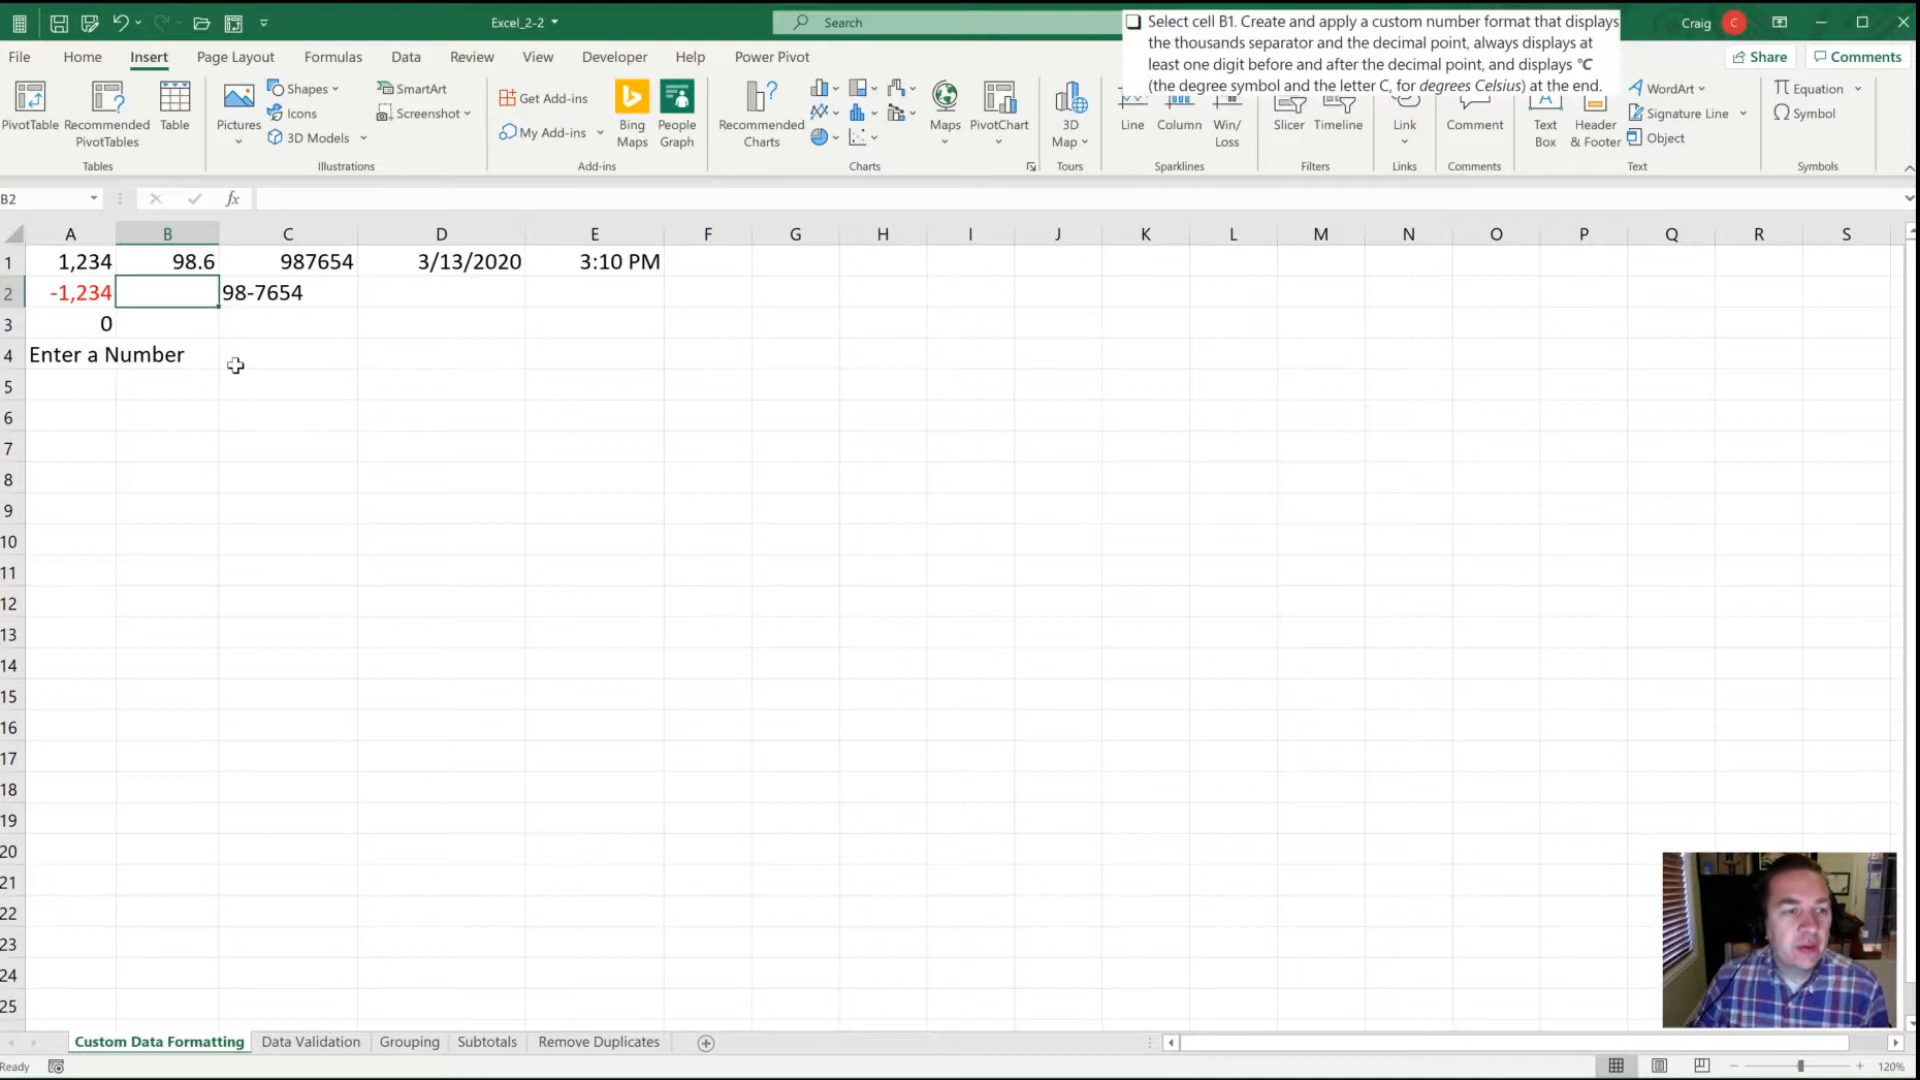 Excel_2-2
Search
Craig
C
Select cell B1. Create and apply a custom number format that displays
the thousands separator and the decimal point, always displays at
least one digit before and after the decimal point, and displays °C
(the degree symbol and the letter C, for degrees Celsius) at the end.
File Home Insert Page Layout Formulas Data Review View Developer Help Power Pivot
Share Comments
PivotTable
Recommended
PivotTables
Table
Tables
Pictures
Shapes
Icons
3D Models
SmartArt
Screenshot
Illustrations
Get Add-ins
My Add-ins
Bing
Maps
People
Graph
Add-ins
Recommended
Charts
Maps
PivotChart
Charts
3D
Map
Tours
Line
Column
Win/
Loss
Sparklines
Slicer
Timeline
Filters
Link
Links
Comment
Comments
Text
Box
Header
& Footer
WordArt
Signature Line
Object
Text
Equation
Symbol
Symbols
B2
fx
A B C D E F G H I J K L M N O P Q R S
1 1,234 98.6 987654 3/13/2020 3:10 PM
2 -1,234 98-7654
3 0
4 Enter a Number
5
6
7
8
9
10
11
12
13
14
15
16
17
18
19
20
21
22
23
24
25
Custom Data Formatting Data Validation Grouping Subtotals Remove Duplicates
Ready
120%